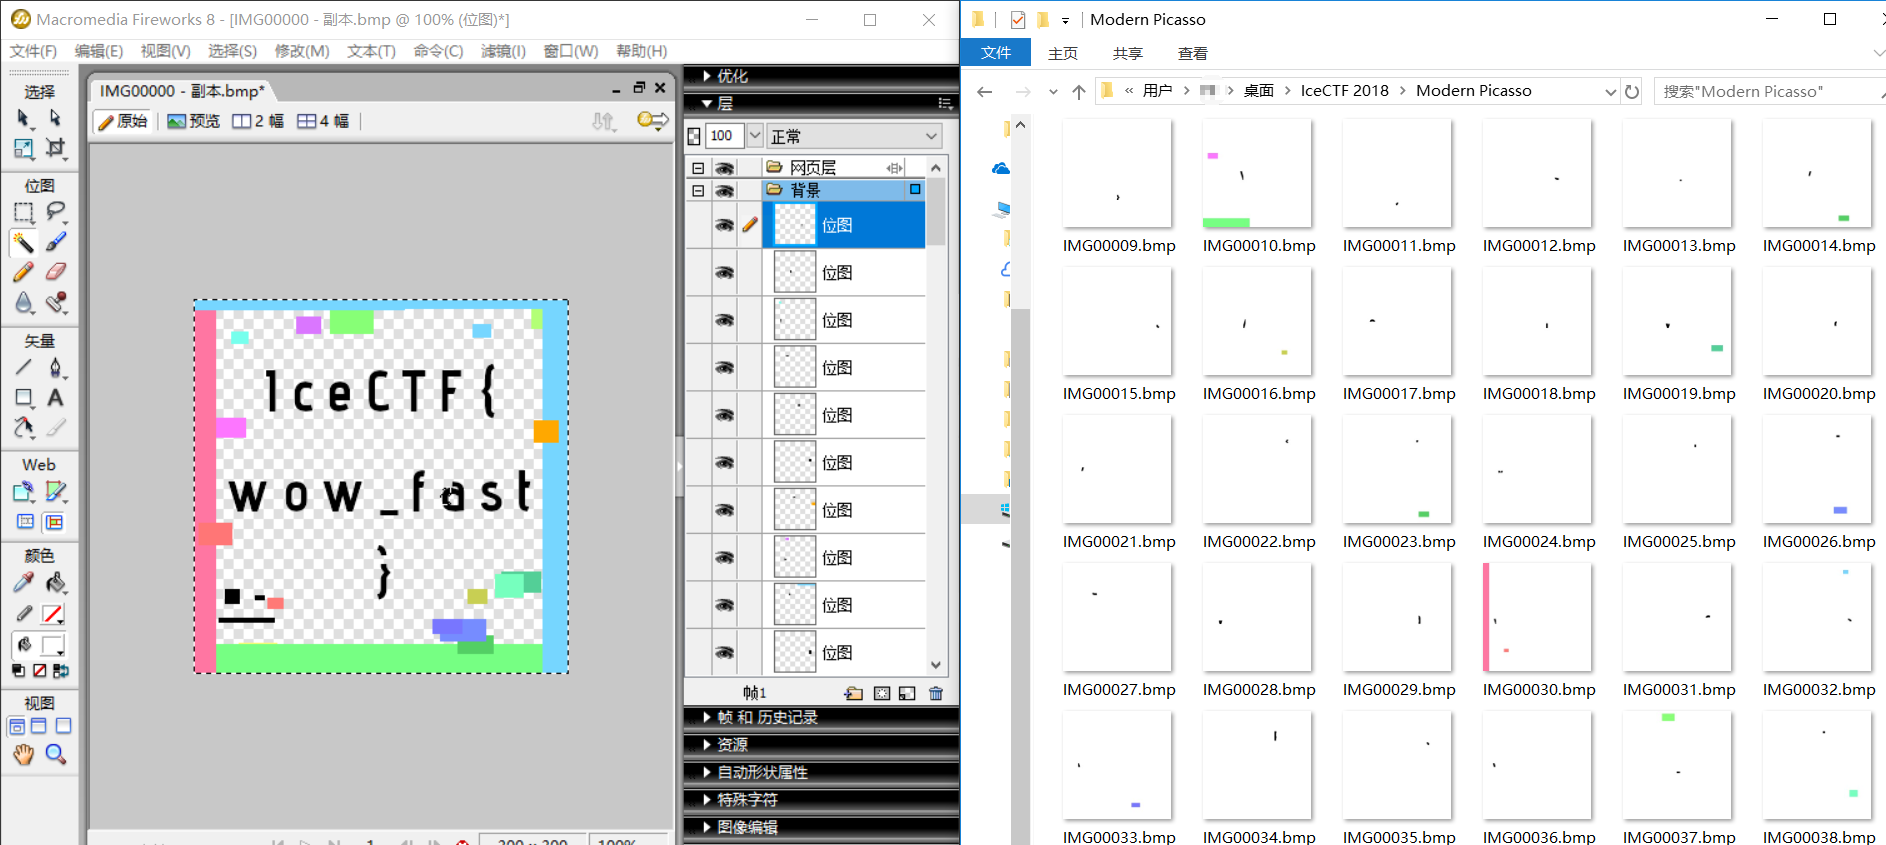 Macromedia Fireworks 8 - [IMG00000 - 副本.bmp @ 100% (位图)*]
文件(F) 编辑(E) 视图(V) 选择(S) 修改(M) 文本(T) 命令(C) 滤镜(I) 窗口(W) 帮助(H)
选择
位图
矢量
Web
颜色
视图
IMG00000 - 副本.bmp*
原始 预览 2 幅 4 幅
IceCTF{
wow_fast
}
1
300 x 300 100%
优化
层
100 正常
网页层
背景
位图
位图
位图
位图
位图
位图
位图
位图
位图
位图
帧1
帧 和 历史记录
资源
自动形状属性
特殊字符
图像编辑
Modern Picasso
文件 主页 共享 查看
« 用户 › › 桌面 › IceCTF 2018 › Modern Picasso
搜索"Modern Picasso"
IMG00009.bmp IMG00010.bmp IMG00011.bmp IMG00012.bmp IMG00013.bmp IMG00014.bmp
IMG00015.bmp IMG00016.bmp IMG00017.bmp IMG00018.bmp IMG00019.bmp IMG00020.bmp
IMG00021.bmp IMG00022.bmp IMG00023.bmp IMG00024.bmp IMG00025.bmp IMG00026.bmp
IMG00027.bmp IMG00028.bmp IMG00029.bmp IMG00030.bmp IMG00031.bmp IMG00032.bmp
IMG00033.bmp IMG00034.bmp IMG00035.bmp IMG00036.bmp IMG00037.bmp IMG00038.bmp